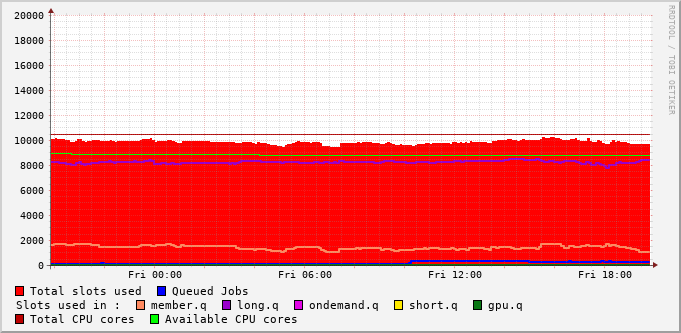 RRDTOOL / TOBI OETIKER
20000
18000
16000
14000
12000
10000
8000
6000
4000
2000
0
Fri 00:00 Fri 06:00 Fri 12:00 Fri 18:00
Total slots used Queued Jobs
Slots used in : member.q long.q ondemand.q short.q gpu.q
Total CPU cores Available CPU cores